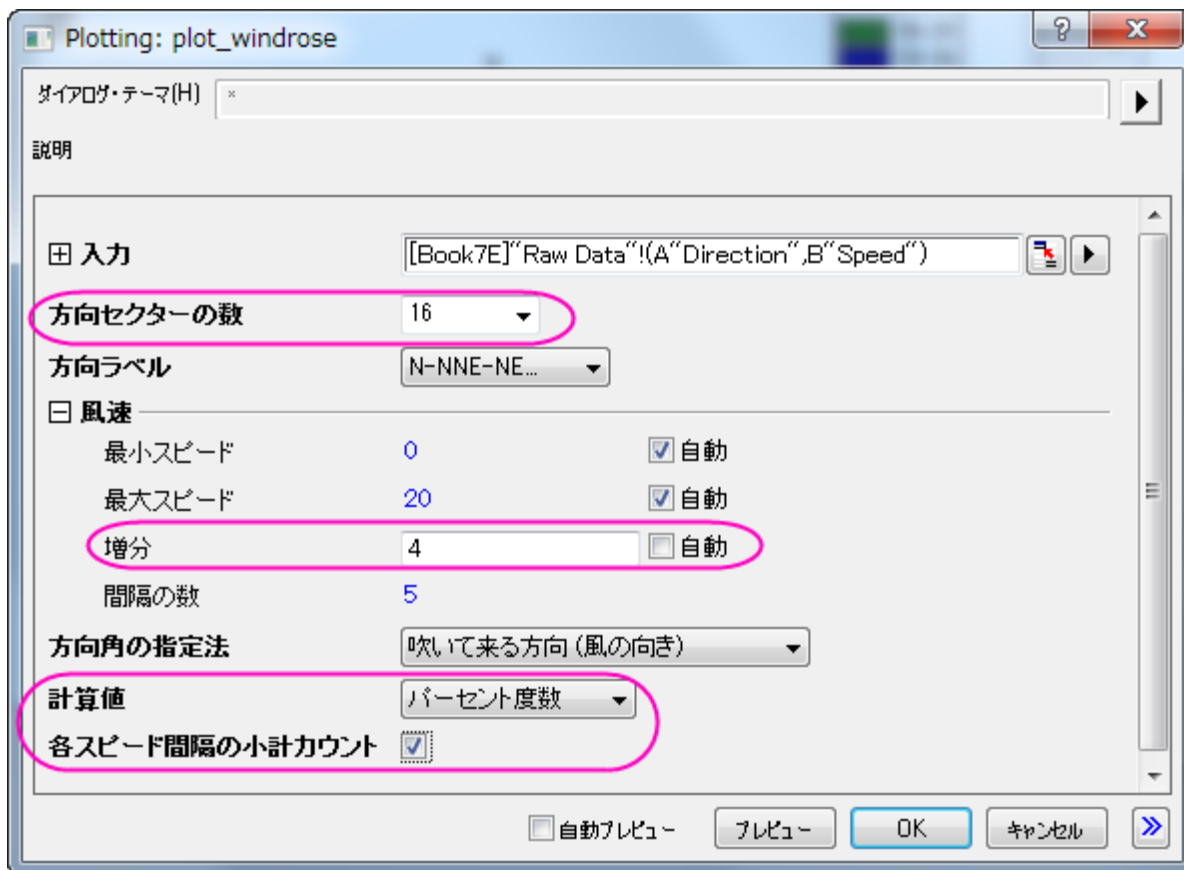 Plotting: plot_windrose
ダイアログ・テーマ(H) *
説明
入力 [Book7E]"Raw Data"!(A"Direction",B"Speed")
方向セクターの数 16
方向ラベル N-NNE-NE...
風速
最小スピード 0 自動
最大スピード 20 自動
増分 4 自動
間隔の数 5
方向角の指定法 吹いて来る方向 (風の向き)
計算値 パーセント度数
各スピード間隔の小計カウント
自動プレビュー プレビュー OK キャンセル